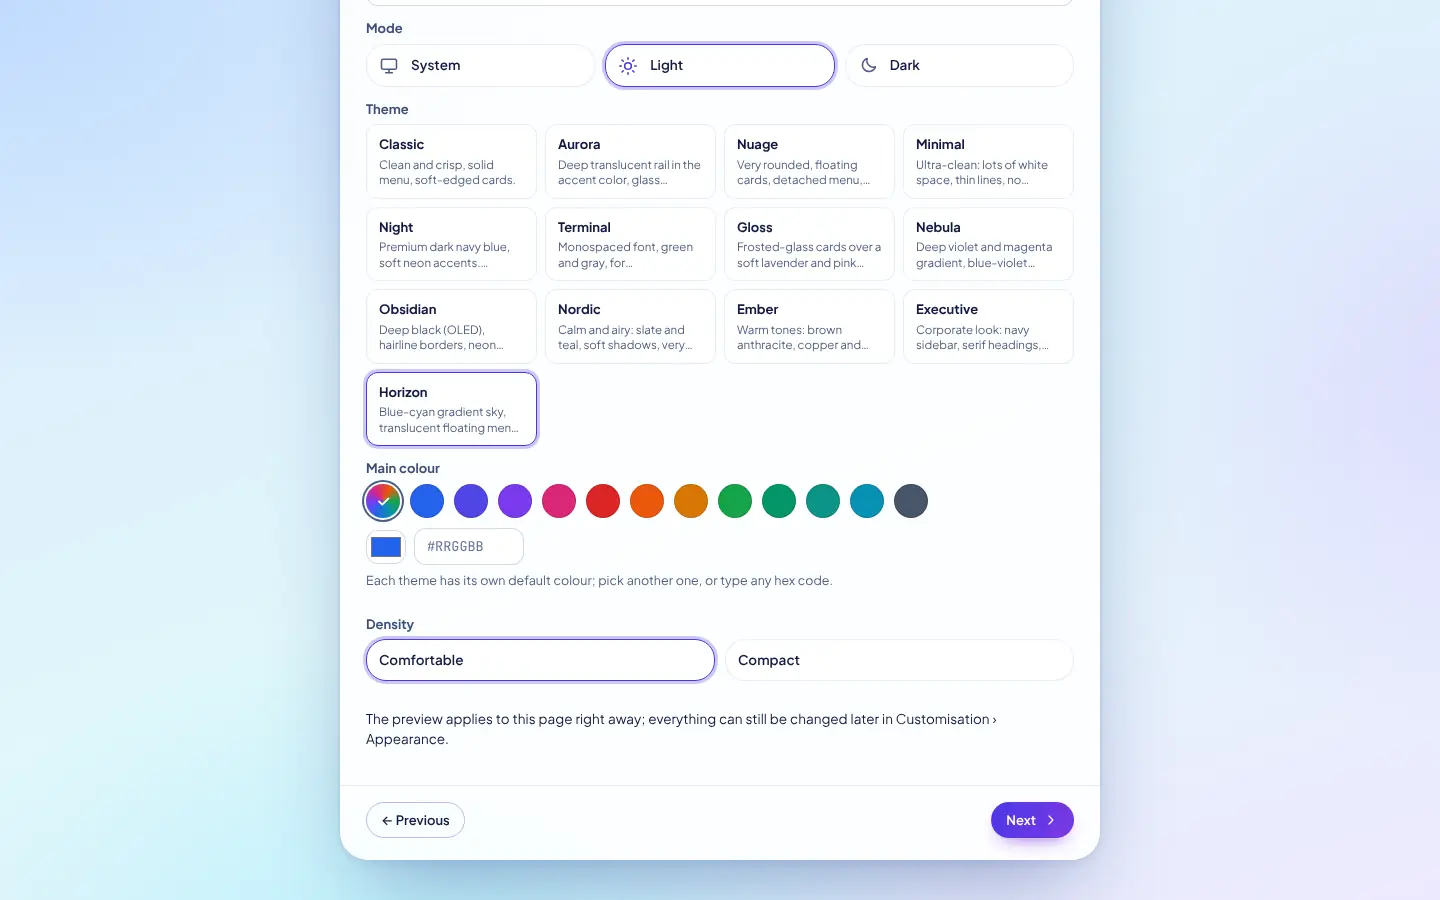 Mode
System
Light
Dark
Theme
Classic
Clean and crisp, solid
menu, soft-edged cards.
Aurora
Deep translucent rail in the
accent color, glass...
Nuage
Very rounded, floating
cards, detached menu,...
Minimal
Ultra-clean: lots of white
space, thin lines, no...
Night
Premium dark navy blue,
soft neon accents....
Terminal
Monospaced font, green
and gray, for...
Gloss
Frosted-glass cards over a
soft lavender and pink...
Nebula
Deep violet and magenta
gradient, blue-violet...
Obsidian
Deep black (OLED),
hairline borders, neon...
Nordic
Calm and airy: slate and
teal, soft shadows, very...
Ember
Warm tones: brown
anthracite, copper and...
Executive
Corporate look: navy
sidebar, serif headings,...
Horizon
Blue-cyan gradient sky,
translucent floating men...
Main colour
#RRGGBB
Each theme has its own default colour; pick another one, or type any hex code.
Density
Comfortable
Compact
The preview applies to this page right away; everything can still be changed later in Customisation ›
Appearance.
← Previous
Next